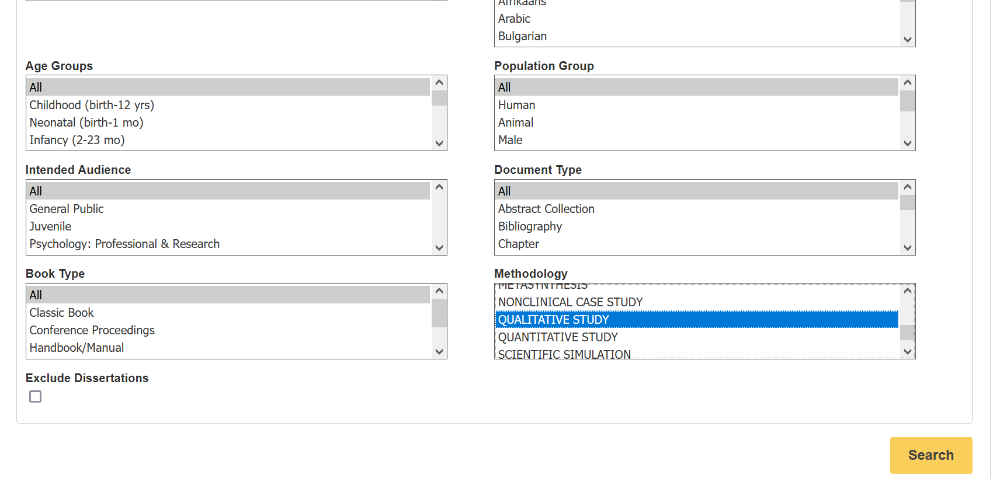 Afrikaans
Arabic
Bulgarian
Age Groups
All
Childhood (birth-12 yrs)
Neonatal (birth-1 mo)
Infancy (2-23 mo)
Population Group
All
Human
Animal
Male
Intended Audience
All
General Public
Juvenile
Psychology: Professional & Research
Document Type
All
Abstract Collection
Bibliography
Chapter
Book Type
All
Classic Book
Conference Proceedings
Handbook/Manual
Methodology
METASYNTHESIS
NONCLINICAL CASE STUDY
QUALITATIVE STUDY
QUANTITATIVE STUDY
SCIENTIFIC SIMULATION
Exclude Dissertations
Search